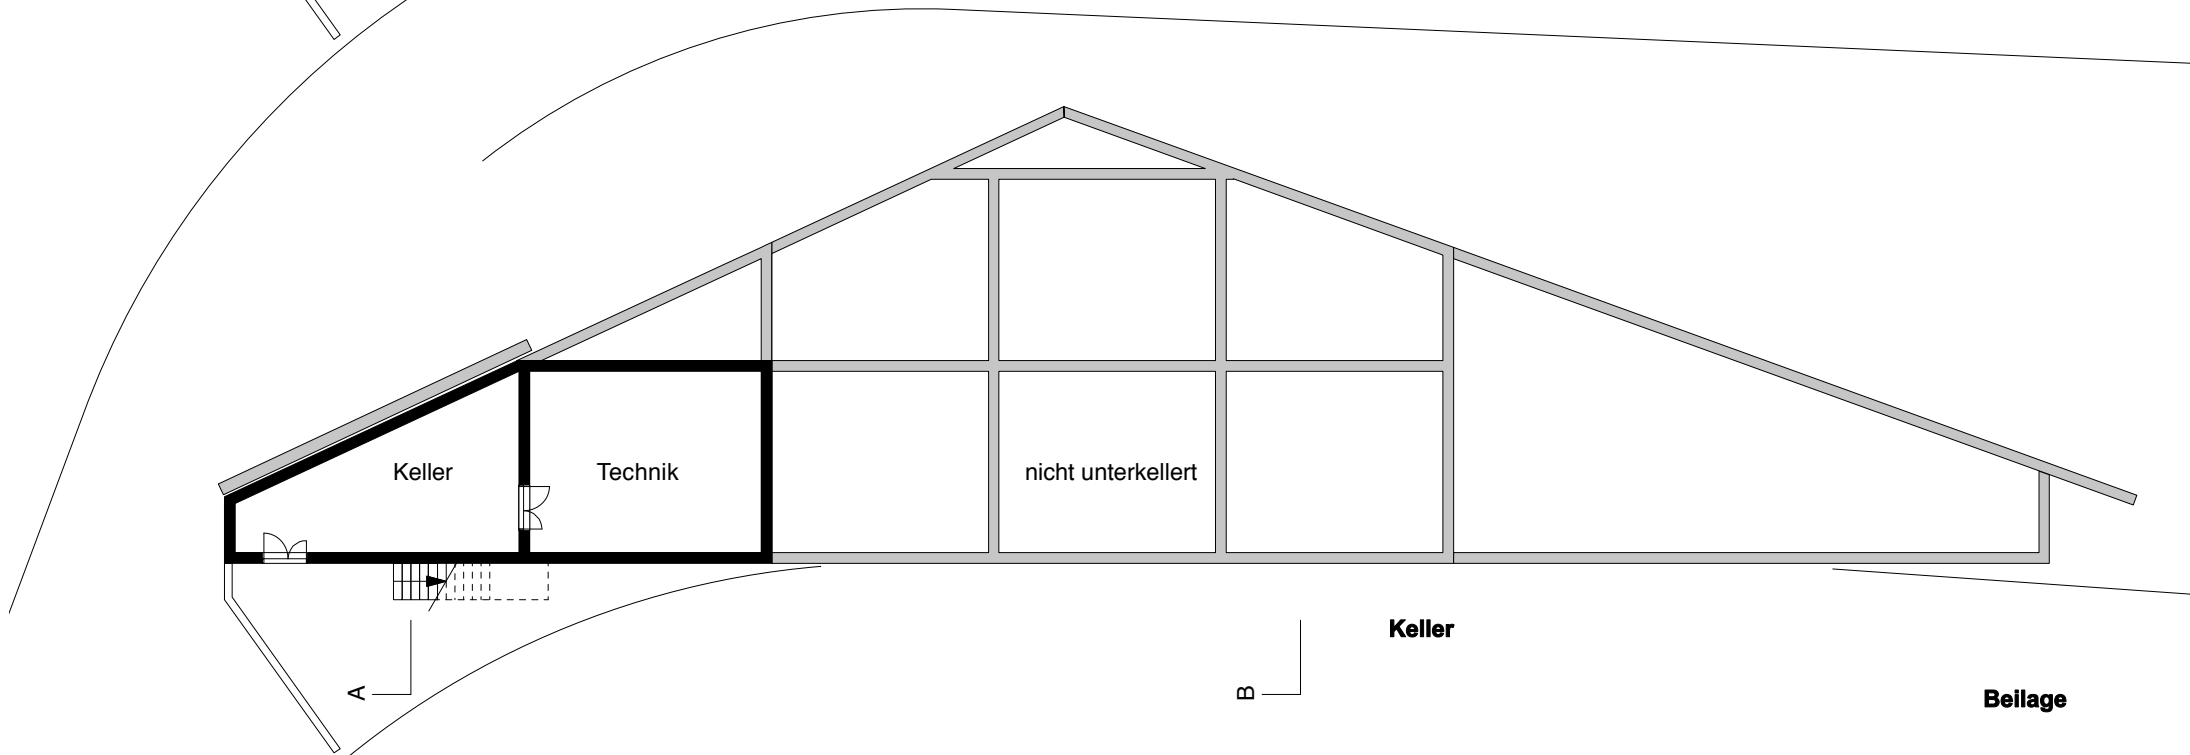 Keller
Technik
nicht unterkellert
Keller
A
B
Beilage